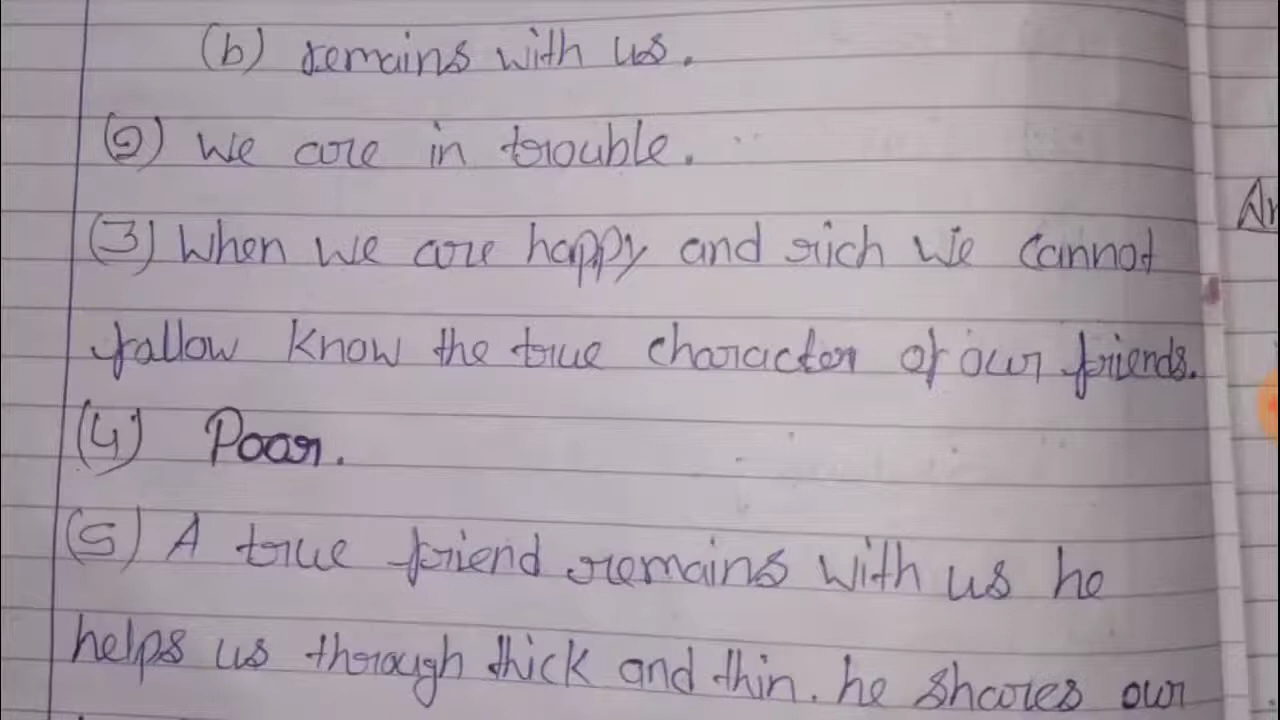 (b) remains with us.
(2) We are in trouble.
(3) When we are happy and rich we cannot
fallow know the true character of our friends.
(4) Poor.
(5) A true friend remains with us he
helps us through thick and thin. he shares our